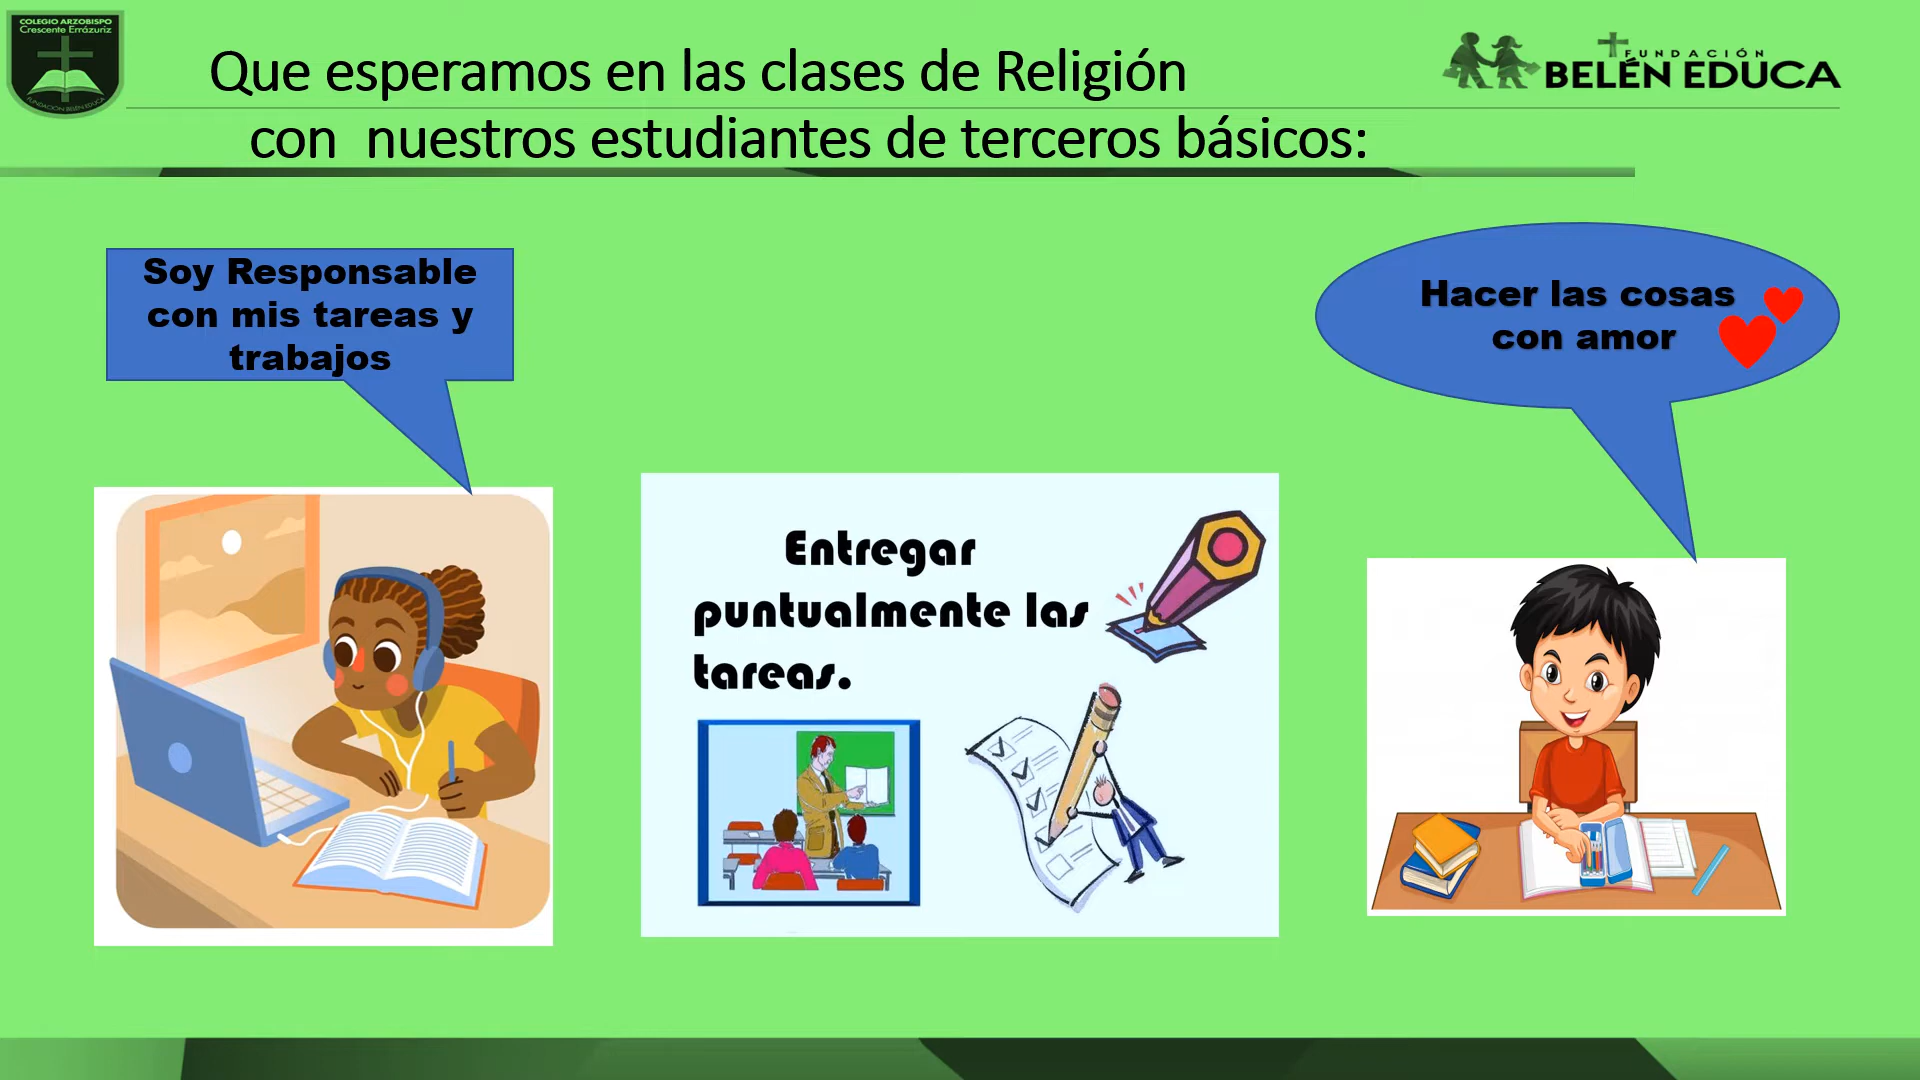 COLEGIO ARZOBISPO
Crescente Errázuriz
FUNDACIÓN BELÉN EDUCA
Que esperamos en las clases de Religión
con nuestros estudiantes de terceros básicos:
FUNDACIÓN
BELÉN EDUCA
Soy Responsable
con mis tareas y
trabajos
Hacer las cosas
con amor
Entregar
puntualmente las
tareas.